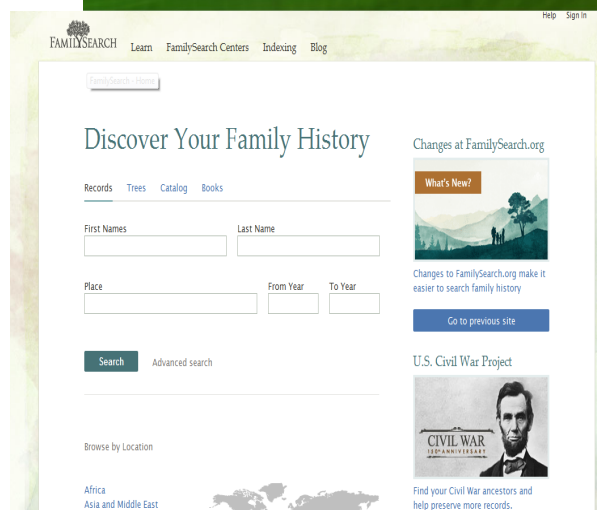 Help Sign In
FAMILYSEARCH
Learn FamilySearch Centers Indexing Blog
FamilySearch - Home
Discover Your Family History
Records Trees Catalog Books
First Names Last Name
Place From Year To Year
Search Advanced search
Browse by Location
Africa
Asia and Middle East
Changes at FamilySearch.org
What's New?
Changes to FamilySearch.org make it
easier to search family history
Go to previous site
U.S. Civil War Project
CIVIL WAR
150th ANNIVERSARY
Find your Civil War ancestors and
help preserve more records.